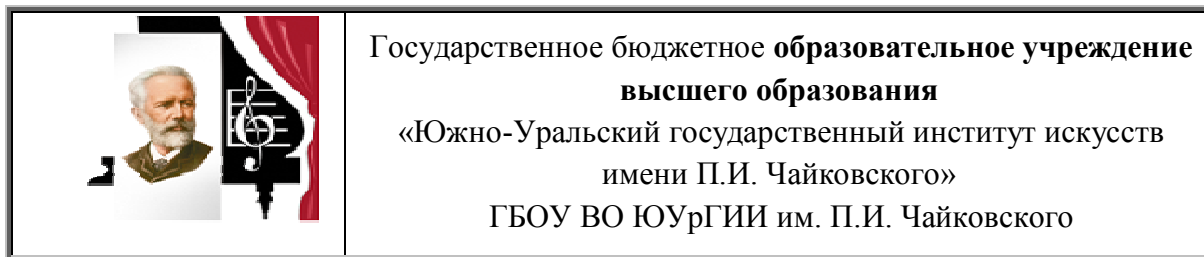 Государственное бюджетное образовательное учреждение
высшего образования
«Южно-Уральский государственный институт искусств
имени П.И. Чайковского»
ГБОУ ВО ЮУрГИИ им. П.И. Чайковского